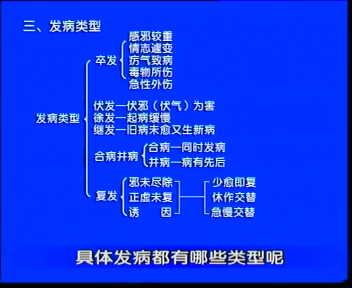 三、发病类型
感邪较重
情志遽变
卒发 疠气致病
毒物所伤
急性外伤
伏发—伏邪（伏气）为害
发病类型 徐发—起病缓慢
继发—旧病未愈又生新病
合病并病 合病—同时发病
并病—病有先后
邪未尽除 少愈即复
复发 正虚未复 休作交替
诱 因 急慢交替
具体发病都有哪些类型呢